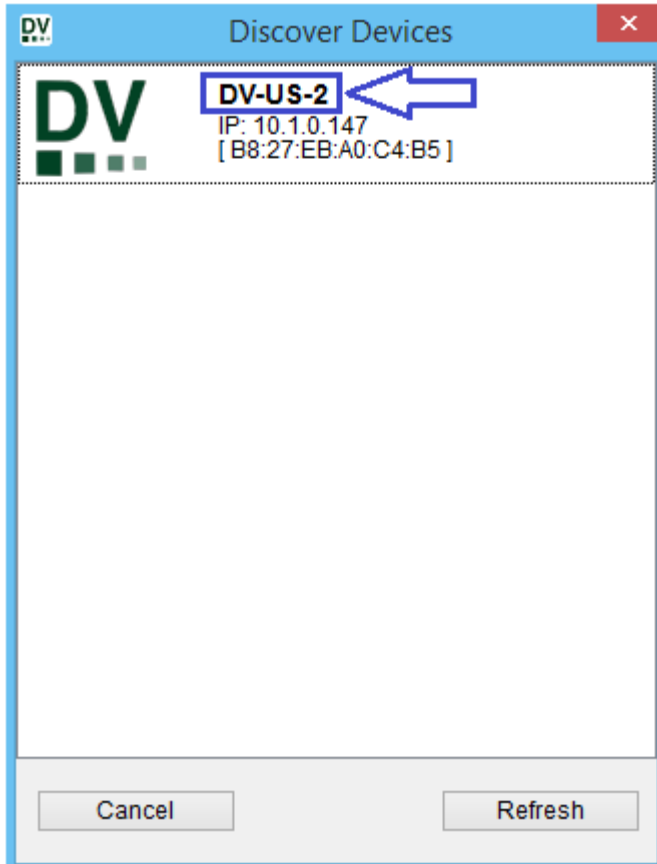 DV
Discover Devices
DV
DV-US-2
IP: 10.1.0.147
[ B8:27:EB:A0:C4:B5 ]
Cancel
Refresh